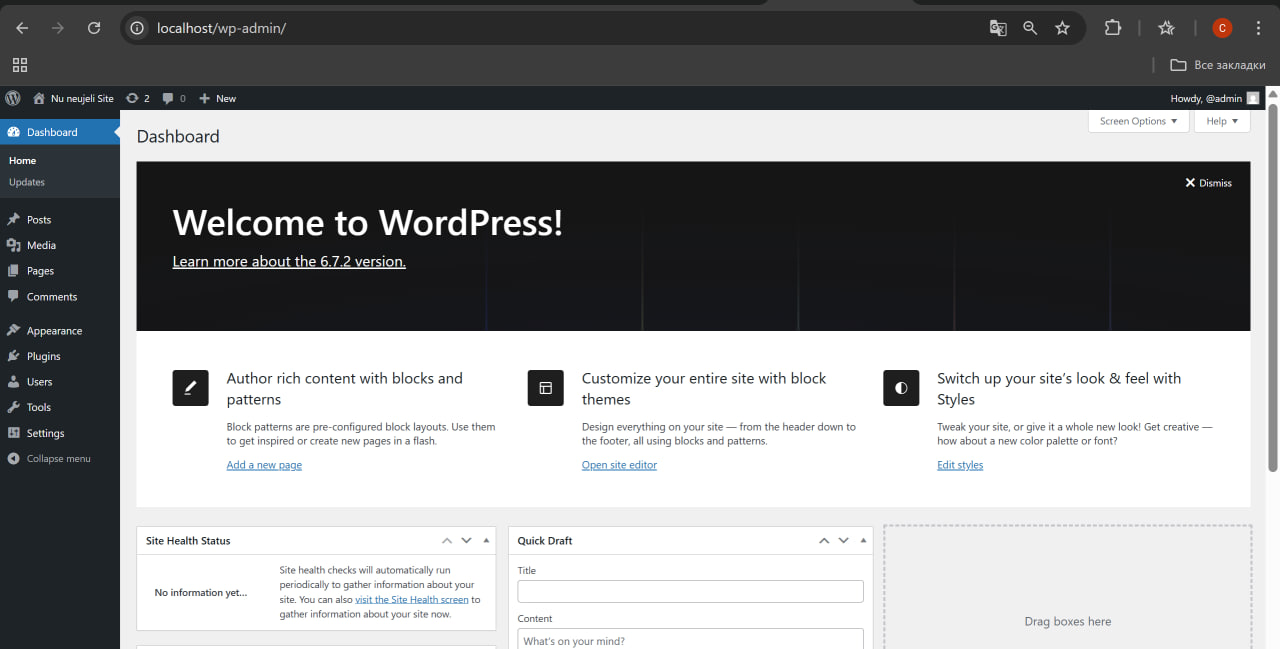 localhost/wp-admin/
C
Все закладки
Nu neujeli Site
2
0
New
Howdy, @admin
Dashboard
Home
Updates
Posts
Media
Pages
Comments
Appearance
Plugins
Users
Tools
Settings
Collapse menu
Dashboard
Screen Options
Help
Dismiss
Welcome to WordPress!
Learn more about the 6.7.2 version.
Author rich content with blocks and
patterns
Block patterns are pre-configured block layouts. Use them
to get inspired or create new pages in a flash.
Add a new page
Customize your entire site with block
themes
Design everything on your site — from the header down to
the footer, all using blocks and patterns.
Open site editor
Switch up your site’s look & feel with
Styles
Tweak your site, or give it a whole new look! Get creative —
how about a new color palette or font?
Edit styles
Site Health Status
No information yet...
Site health checks will automatically run
periodically to gather information about your
site. You can also visit the Site Health screen to
gather information about your site now.
Quick Draft
Title
Content
What's on your mind?
Drag boxes here